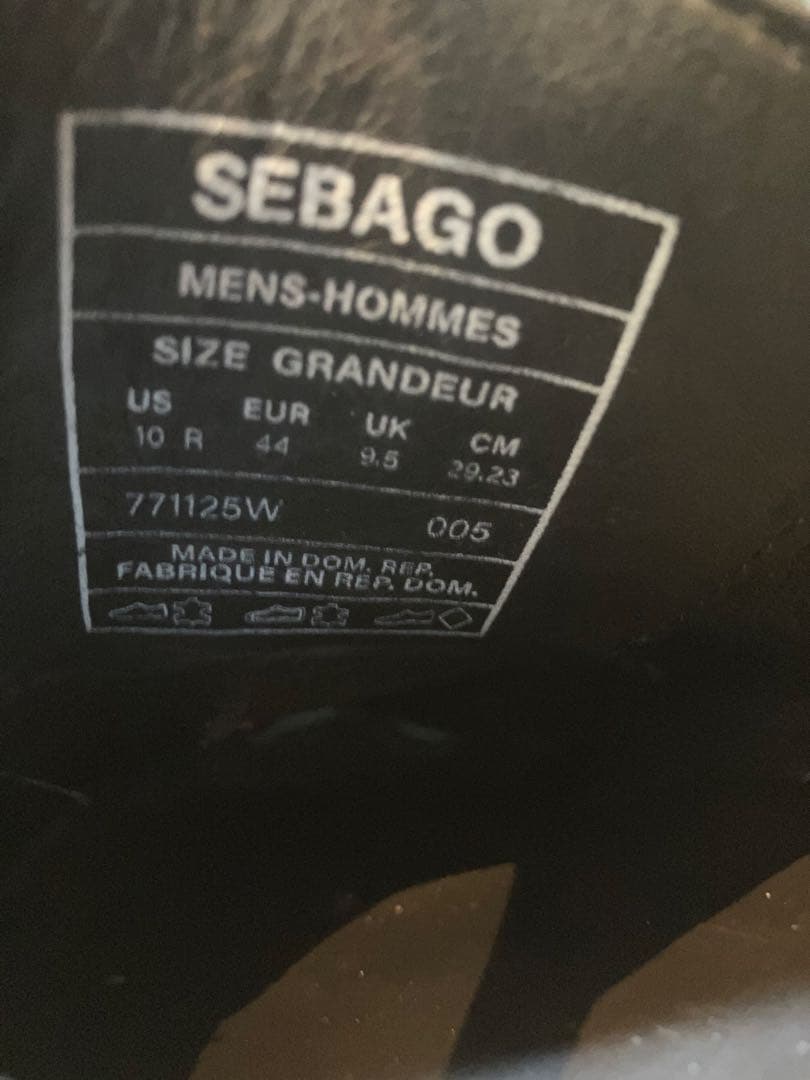 SEBAGO
MENS-HOMMES
SIZE GRANDEUR
US EUR UK CM
10 R 44 9.5 29.23
771125W 005
MADE IN DOM. REP.
FABRIQUE EN REP. DOM.